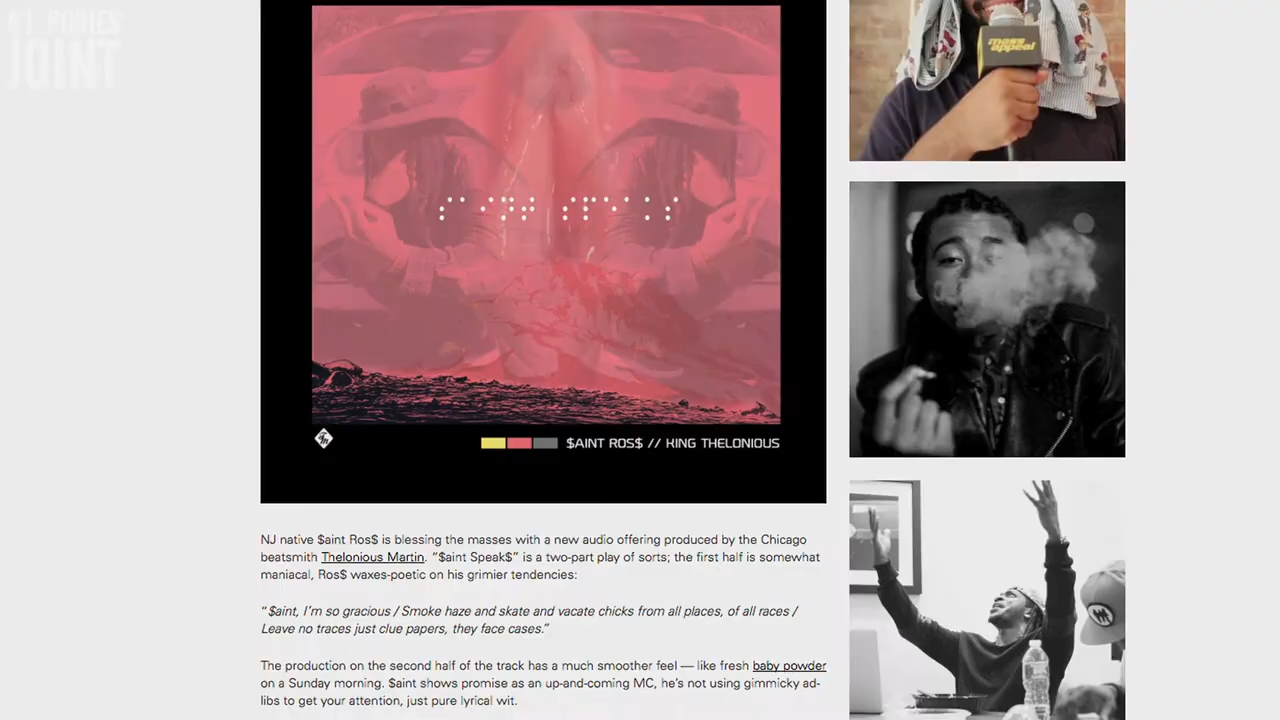 JOINT
mass
appeal
$AINT ROS$ // KING THELONIOUS
NJ native $aint Ros$ is blessing the masses with a new audio offering produced by the Chicago
beatsmith Thelonious Martin. “$aint Speak$” is a two-part play of sorts; the first half is somewhat
maniacal, Ros$ waxes-poetic on his grimier tendencies:
“$aint, I’m so gracious / Smoke haze and skate and vacate chicks from all places, of all races /
Leave no traces just clue papers, they face cases.”
The production on the second half of the track has a much smoother feel — like fresh baby powder
on a Sunday morning. $aint shows promise as an up-and-coming MC, he’s not using gimmicky ad-
libs to get your attention, just pure lyrical wit.